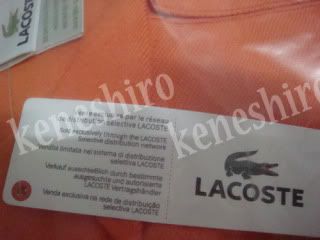 LACOSTE
keneshiro keneshiro
Vente exclusive par le réseau
de distribution sélective LACOSTE
Sold exclusively through the LACOSTE
Selective distribution network
Vendita limitata nel sistema di distribuzione
selettiva LACOSTE
Verkauf ausschließlich durch bestimmte
ausgesuchte und autorisierte
LACOSTE Vertragshändler
Venda exclusiva na rede de distribuição
selectiva LACOSTE
LACOSTE